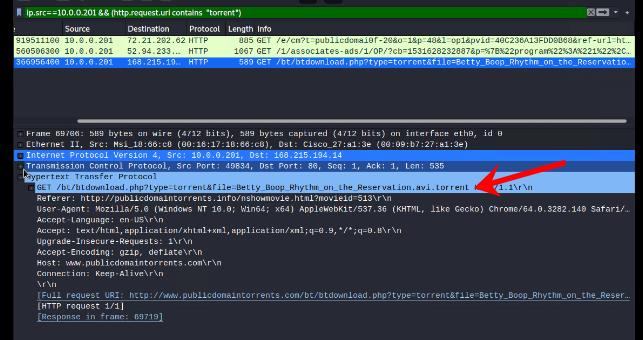 ip.src==10.0.0.201 && (http.request.uri contains "torrent")
Source Destination Protocol Length Info
919511100 10.0.0.201 72.21.202.62 HTTP 885 GET /e/cm?t=publicdomai0f-20&o=1&p=48&l=op1&pvid=40C236A13FDD0B68&ref-url=ht…
560506300 10.0.0.201 52.94.233.… HTTP 1067 GET /1/associates-ads/1/OP/?cb=1531628232887&p=%7B%22program%22%3A%221%22%2C…
366956400 10.0.0.201 168.215.19… HTTP 589 GET /bt/btdownload.php?type=torrent&file=Betty_Boop_Rhythm_on_the_Reservatio…
Frame 69706: 589 bytes on wire (4712 bits), 589 bytes captured (4712 bits) on interface eth0, id 0
Ethernet II, Src: Msi_18:66:c8 (00:16:17:18:66:c8), Dst: Cisco_27:a1:3e (00:09:b7:27:a1:3e)
Internet Protocol Version 4, Src: 10.0.0.201, Dst: 168.215.194.14
Transmission Control Protocol, Src Port: 49834, Dst Port: 80, Seq: 1, Ack: 1, Len: 535
Hypertext Transfer Protocol
GET /bt/btdownload.php?type=torrent&file=Betty_Boop_Rhythm_on_the_Reservation.avi.torrent /1.1\r\n
Referer: http://publicdomaintorrents.info/nshowmovie.html?movieid=513\r\n
User-Agent: Mozilla/5.0 (Windows NT 10.0; Win64; x64) AppleWebKit/537.36 (KHTML, like Gecko) Chrome/64.0.3282.140 Safari/…
Accept-Language: en-US\r\n
Accept: text/html,application/xhtml+xml,application/xml;q=0.9,*/*;q=0.8\r\n
Upgrade-Insecure-Requests: 1\r\n
Accept-Encoding: gzip, deflate\r\n
Host: www.publicdomaintorrents.com\r\n
Connection: Keep-Alive\r\n
\r\n
[Full request URI: http://www.publicdomaintorrents.com/bt/btdownload.php?type=torrent&file=Betty_Boop_Rhythm_on_the_Reser…
[HTTP request 1/1]
[Response in frame: 69719]